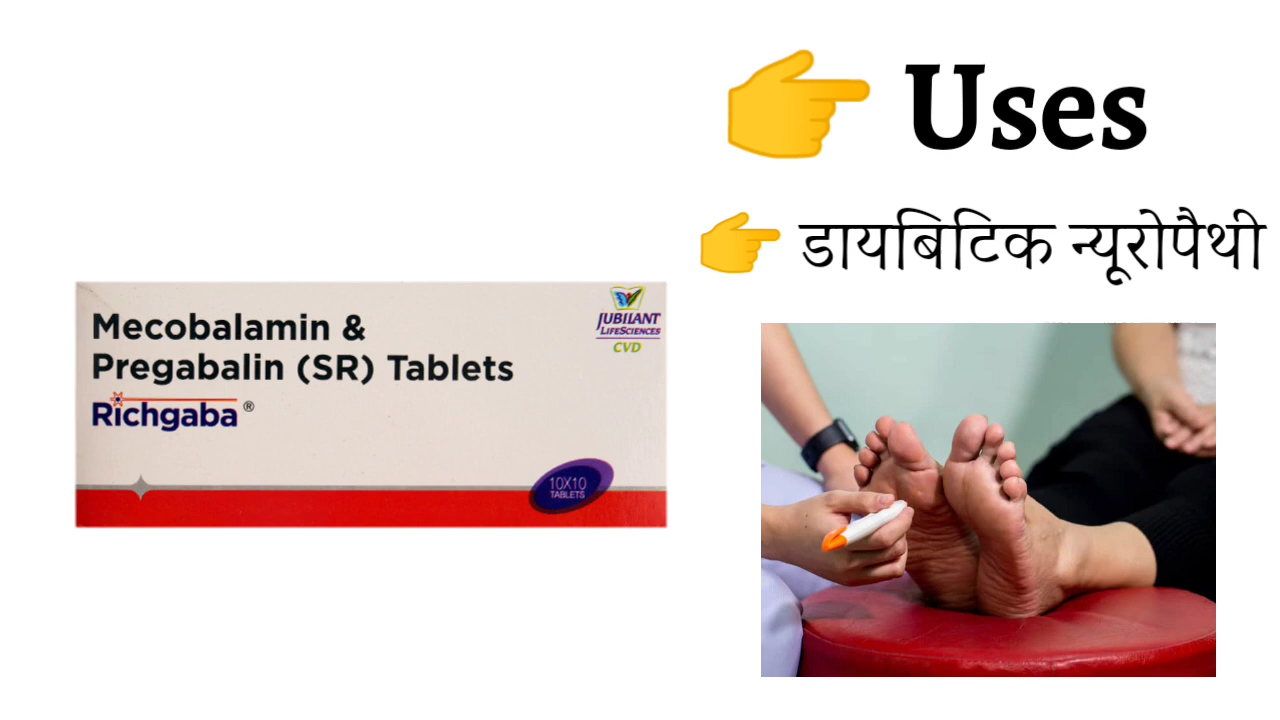 👉 Uses
👉 डायबिटिक न्यूरोपैथी
Mecobalamin &
Pregabalin (SR) Tablets
Richgaba®
JUBILANT
LIFESCIENCES
CVD
10X10
TABLETS